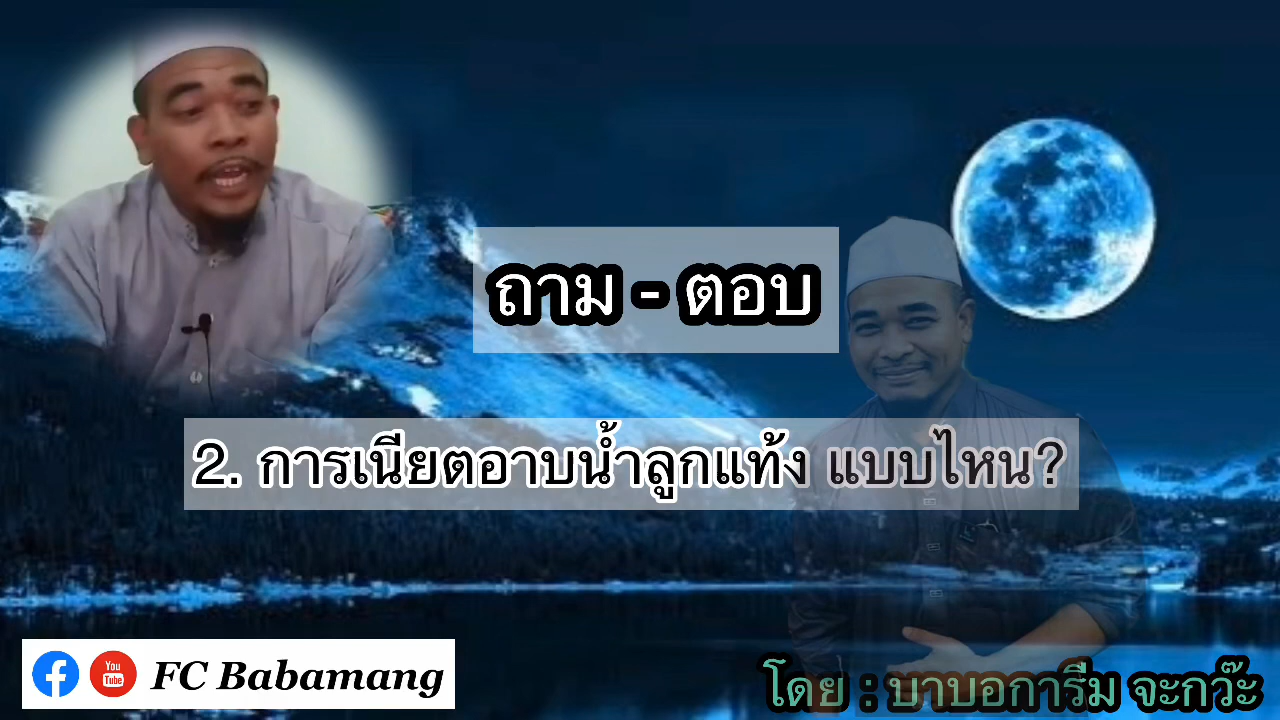 ถาม - ตอบ
2. การเนียตอาบน้ำลูกแท้ง แบบไหน?
You
Tube
FC Babamang
โดย : บาบอการีม จะกว๊ะ